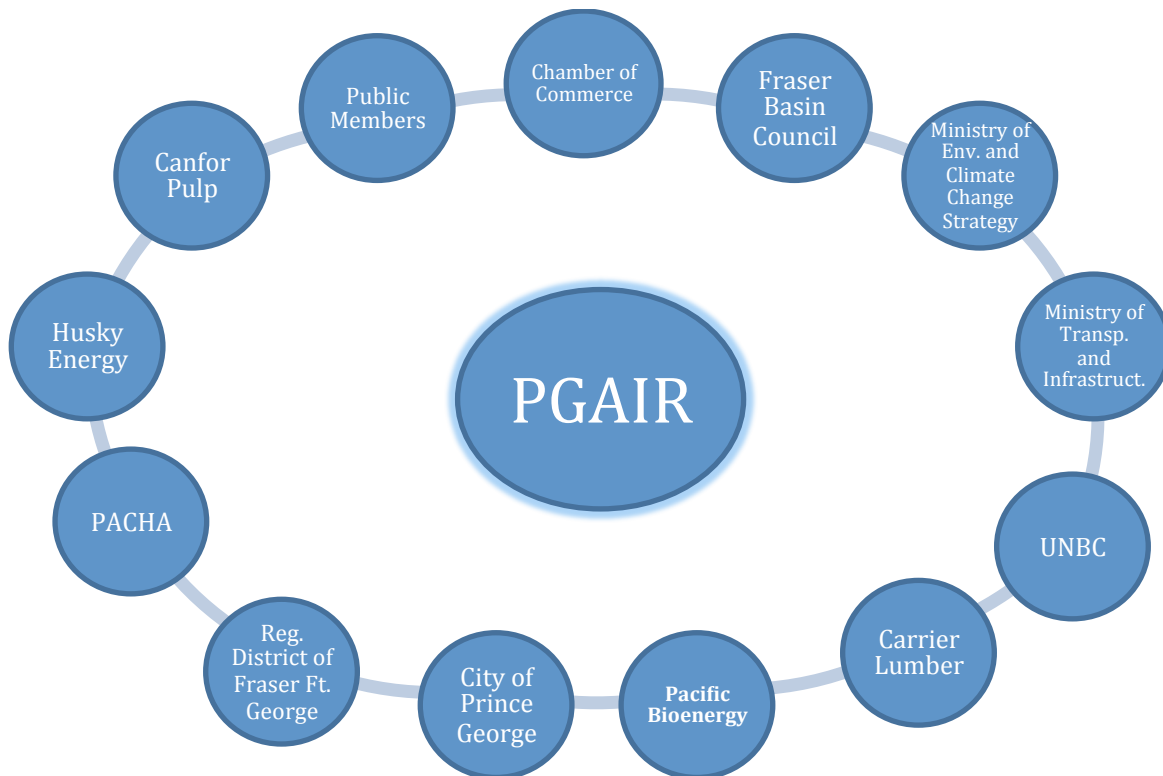 Chamber of
Commerce
Fraser
Basin
Council
Ministry of
Env. and
Climate
Change
Strategy
Ministry of
Transp.
and
Infrastruct.
UNBC
Carrier
Lumber
Pacific
Bioenergy
City of
Prince
George
Reg.
District of
Fraser Ft.
George
PACHA
Husky
Energy
Canfor
Pulp
Public
Members
PGAIR